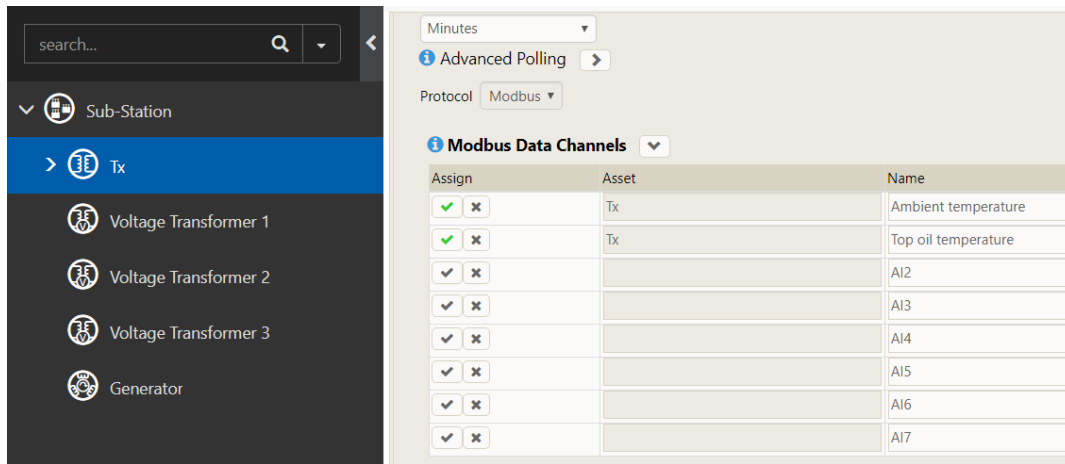 search...
Sub-Station
Tx
Voltage Transformer 1
Voltage Transformer 2
Voltage Transformer 3
Generator
Minutes
Advanced Polling
Protocol Modbus
Modbus Data Channels
Assign Asset Name
Tx Ambient temperature
Tx Top oil temperature
AI2
AI3
AI4
AI5
AI6
AI7